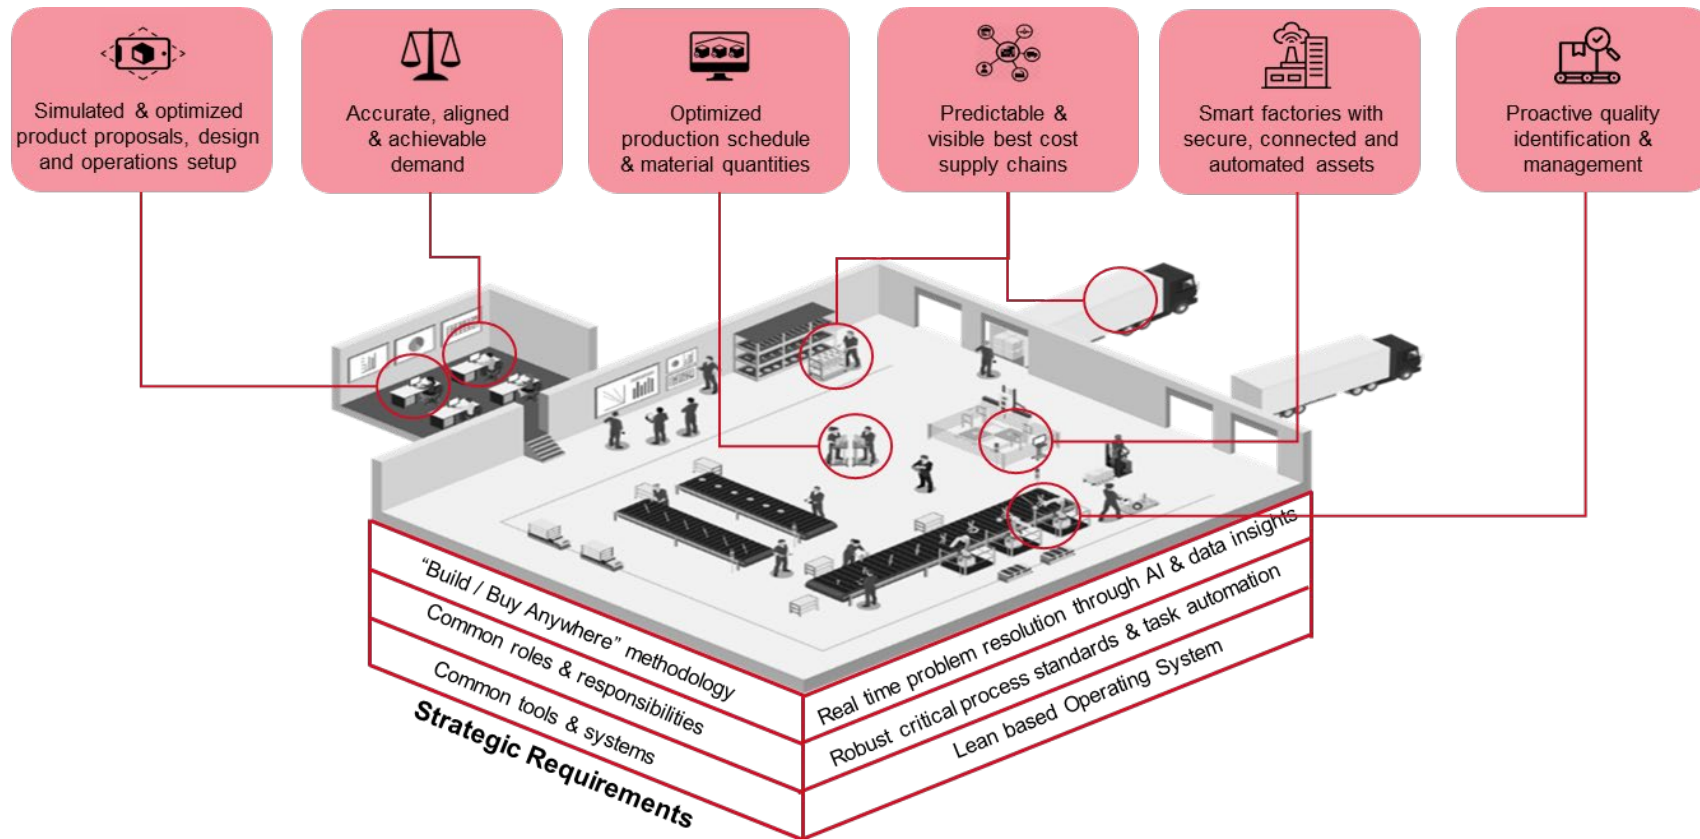 Simulated & optimized
product proposals, design
and operations setup
Accurate, aligned
& achievable
demand
Optimized
production schedule
& material quantities
Predictable &
visible best cost
supply chains
Smart factories with
secure, connected and
automated assets
Proactive quality
identification &
management
“Build / Buy Anywhere” methodology
Common roles & responsibilities
Common tools & systems
Strategic Requirements
Real time problem resolution through AI & data insights
Robust critical process standards & task automation
Lean based Operating System